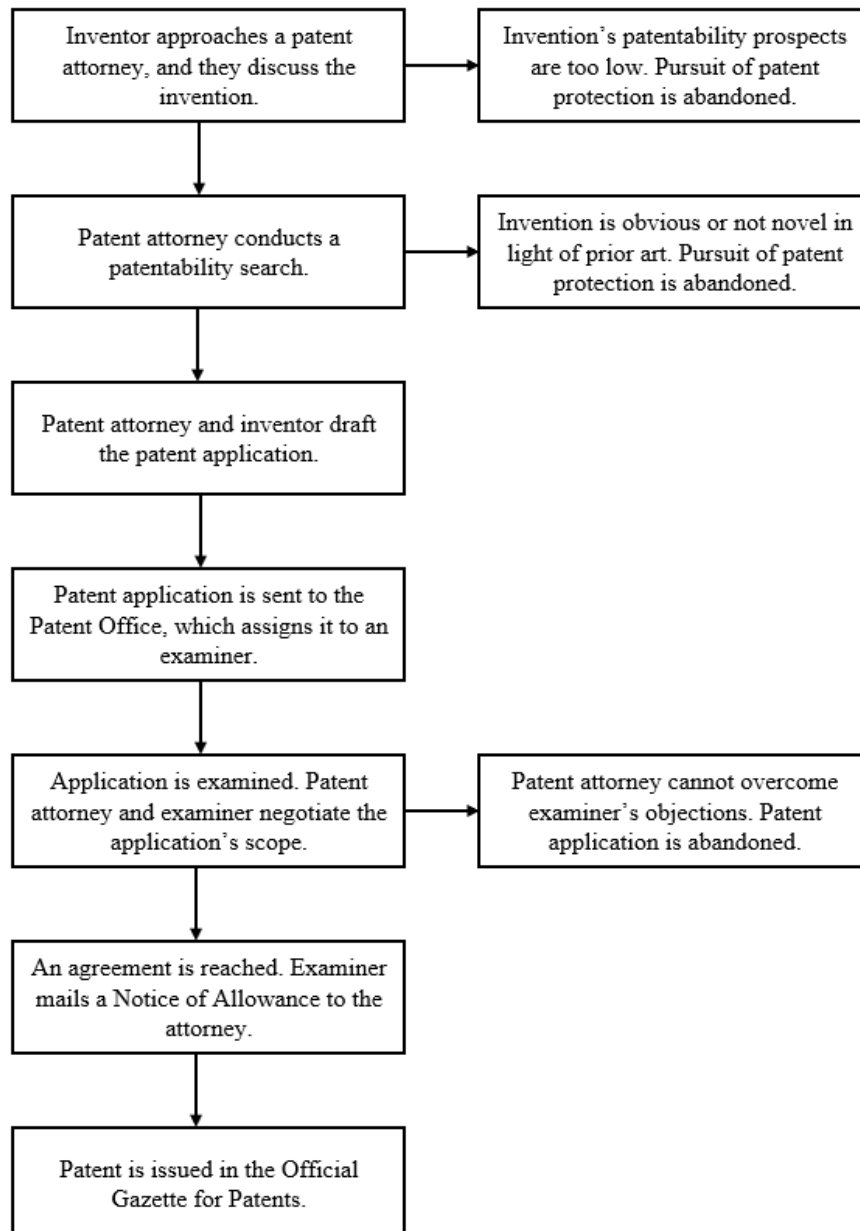 Inventor approaches a patent
attorney, and they discuss the
invention.
Invention’s patentability prospects
are too low. Pursuit of patent
protection is abandoned.
Patent attorney conducts a
patentability search.
Invention is obvious or not novel in
light of prior art. Pursuit of patent
protection is abandoned.
Patent attorney and inventor draft
the patent application.
Patent application is sent to the
Patent Office, which assigns it to an
examiner.
Application is examined. Patent
attorney and examiner negotiate the
application’s scope.
Patent attorney cannot overcome
examiner’s objections. Patent
application is abandoned.
An agreement is reached. Examiner
mails a Notice of Allowance to the
attorney.
Patent is issued in the Official
Gazette for Patents.